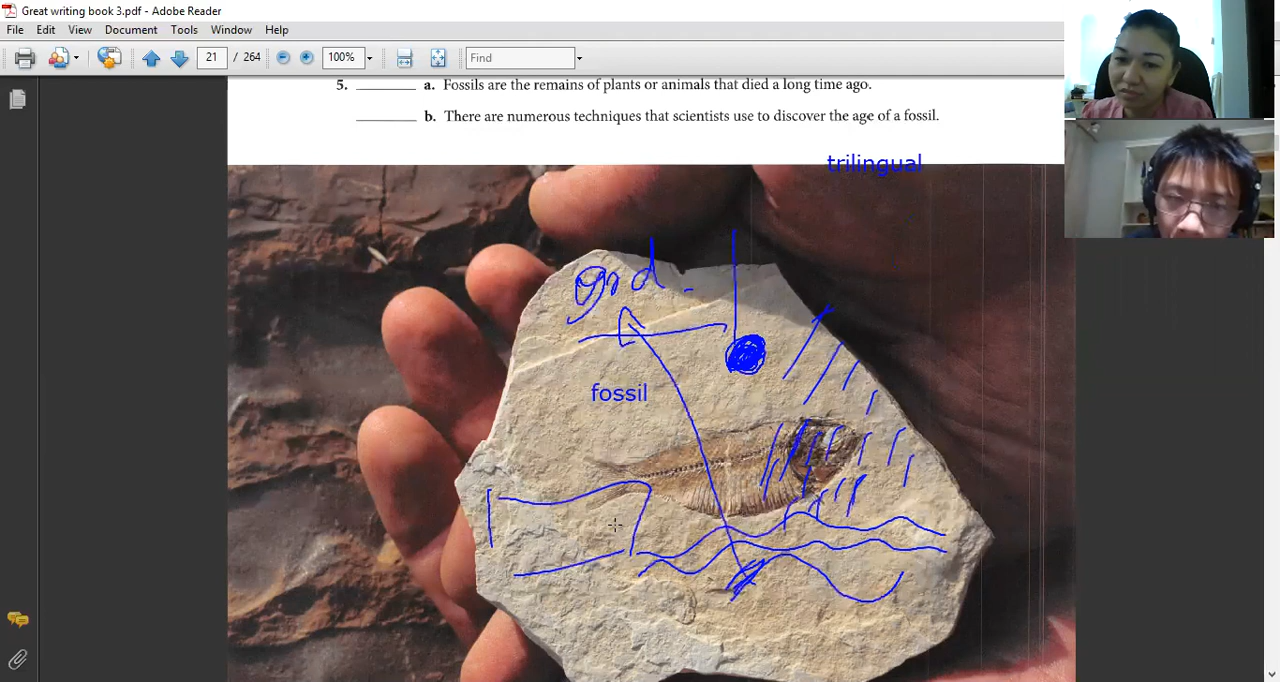 Great writing book 3.pdf - Adobe Reader
File Edit View Document Tools Window Help
21 / 264 100% Find
5. ______ a. Fossils are the remains of plants or animals that died a long time ago.
______ b. There are numerous techniques that scientists use to discover the age of a fossil.
trilingual
fossil